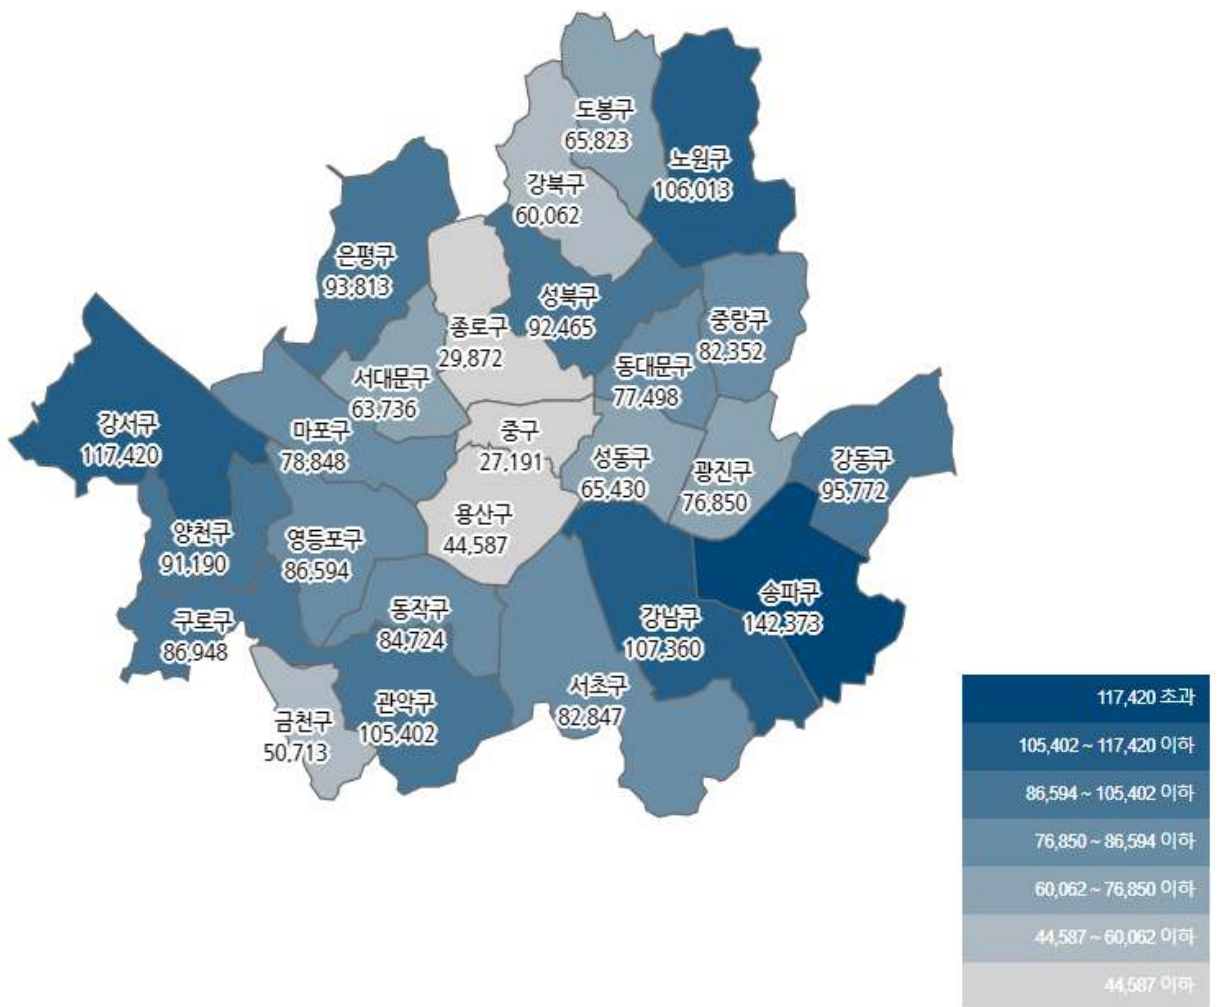 도봉구
65,823
노원구
106,013
강북구
60,062
은평구
93,813
성북구
92,465
중랑구
82,352
종로구
29,872
동대문구
77,498
서대문구
63,736
강서구
117,420
마포구
78,848
중구
27,191
성동구
65,430
광진구
76,850
강동구
95,772
양천구
91,190
영등포구
86,594
용산구
44,587
구로구
86,948
동작구
84,724
강남구
107,360
송파구
142,373
금천구
50,713
관악구
105,402
서초구
82,847
117,420 초과
105,402 ~ 117,420 이하
86,594 ~ 105,402 이하
76,850 ~ 86,594 이하
60,062 ~ 76,850 이하
44,587 ~ 60,062 이하
44,587 이하